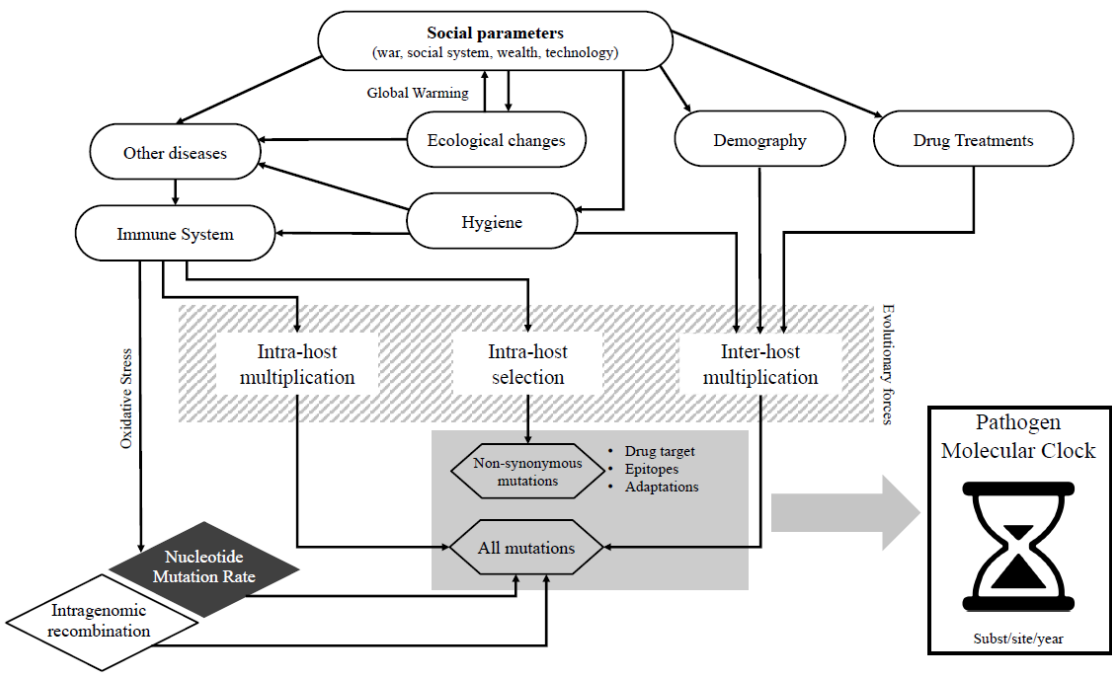 Social parameters
(war, social system, wealth, technology)
Global Warming
Other diseases
Ecological changes
Demography
Drug Treatments
Immune System
Hygiene
Oxidative Stress
Intra-host
multiplication
Intra-host
selection
Inter-host
multiplication
Evolutionary forces
Non-synonymous
mutations
• Drug target
• Epitopes
• Adaptations
All mutations
Nucleotide
Mutation Rate
Intragenomic
recombination
Pathogen
Molecular Clock
Subst/site/year